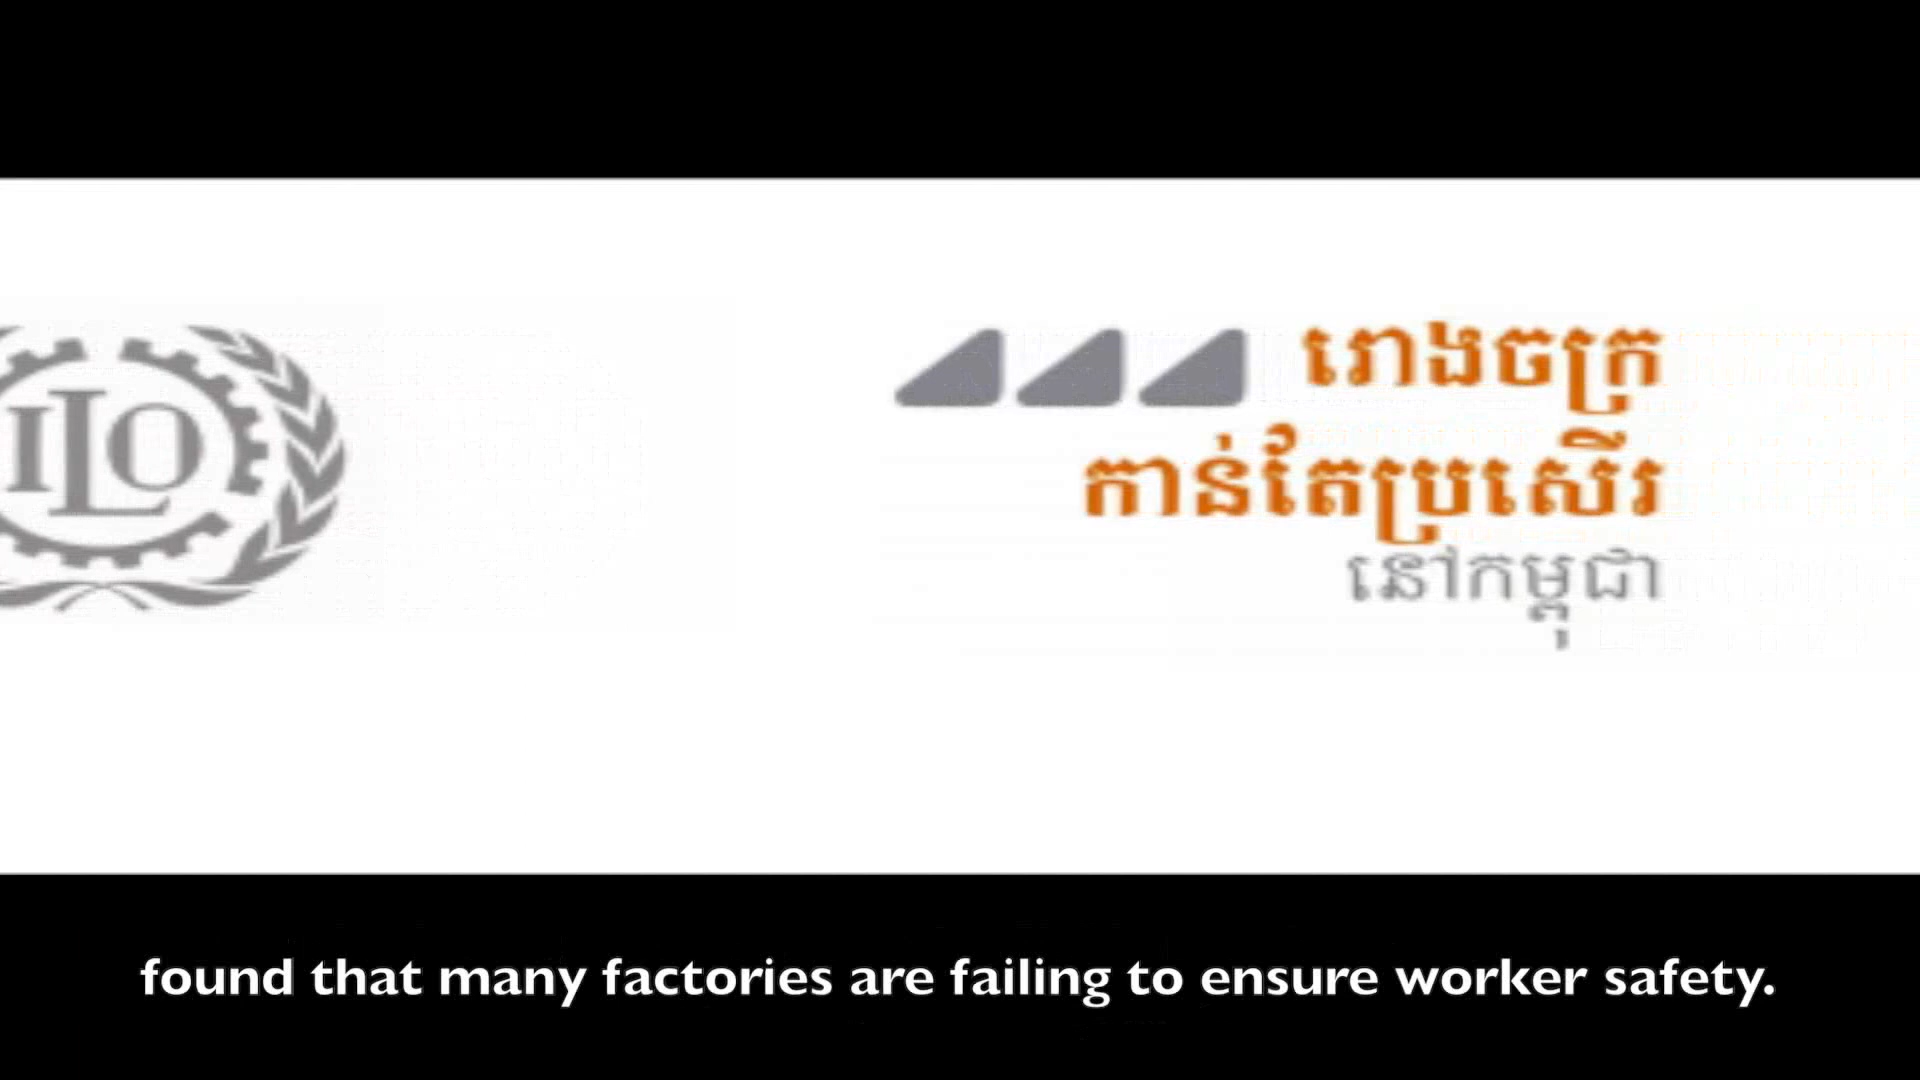 ILO
រោងចក្រ
កាន់តែប្រសើរ
នៅកម្ពុជា
found that many factories are failing to ensure worker safety.